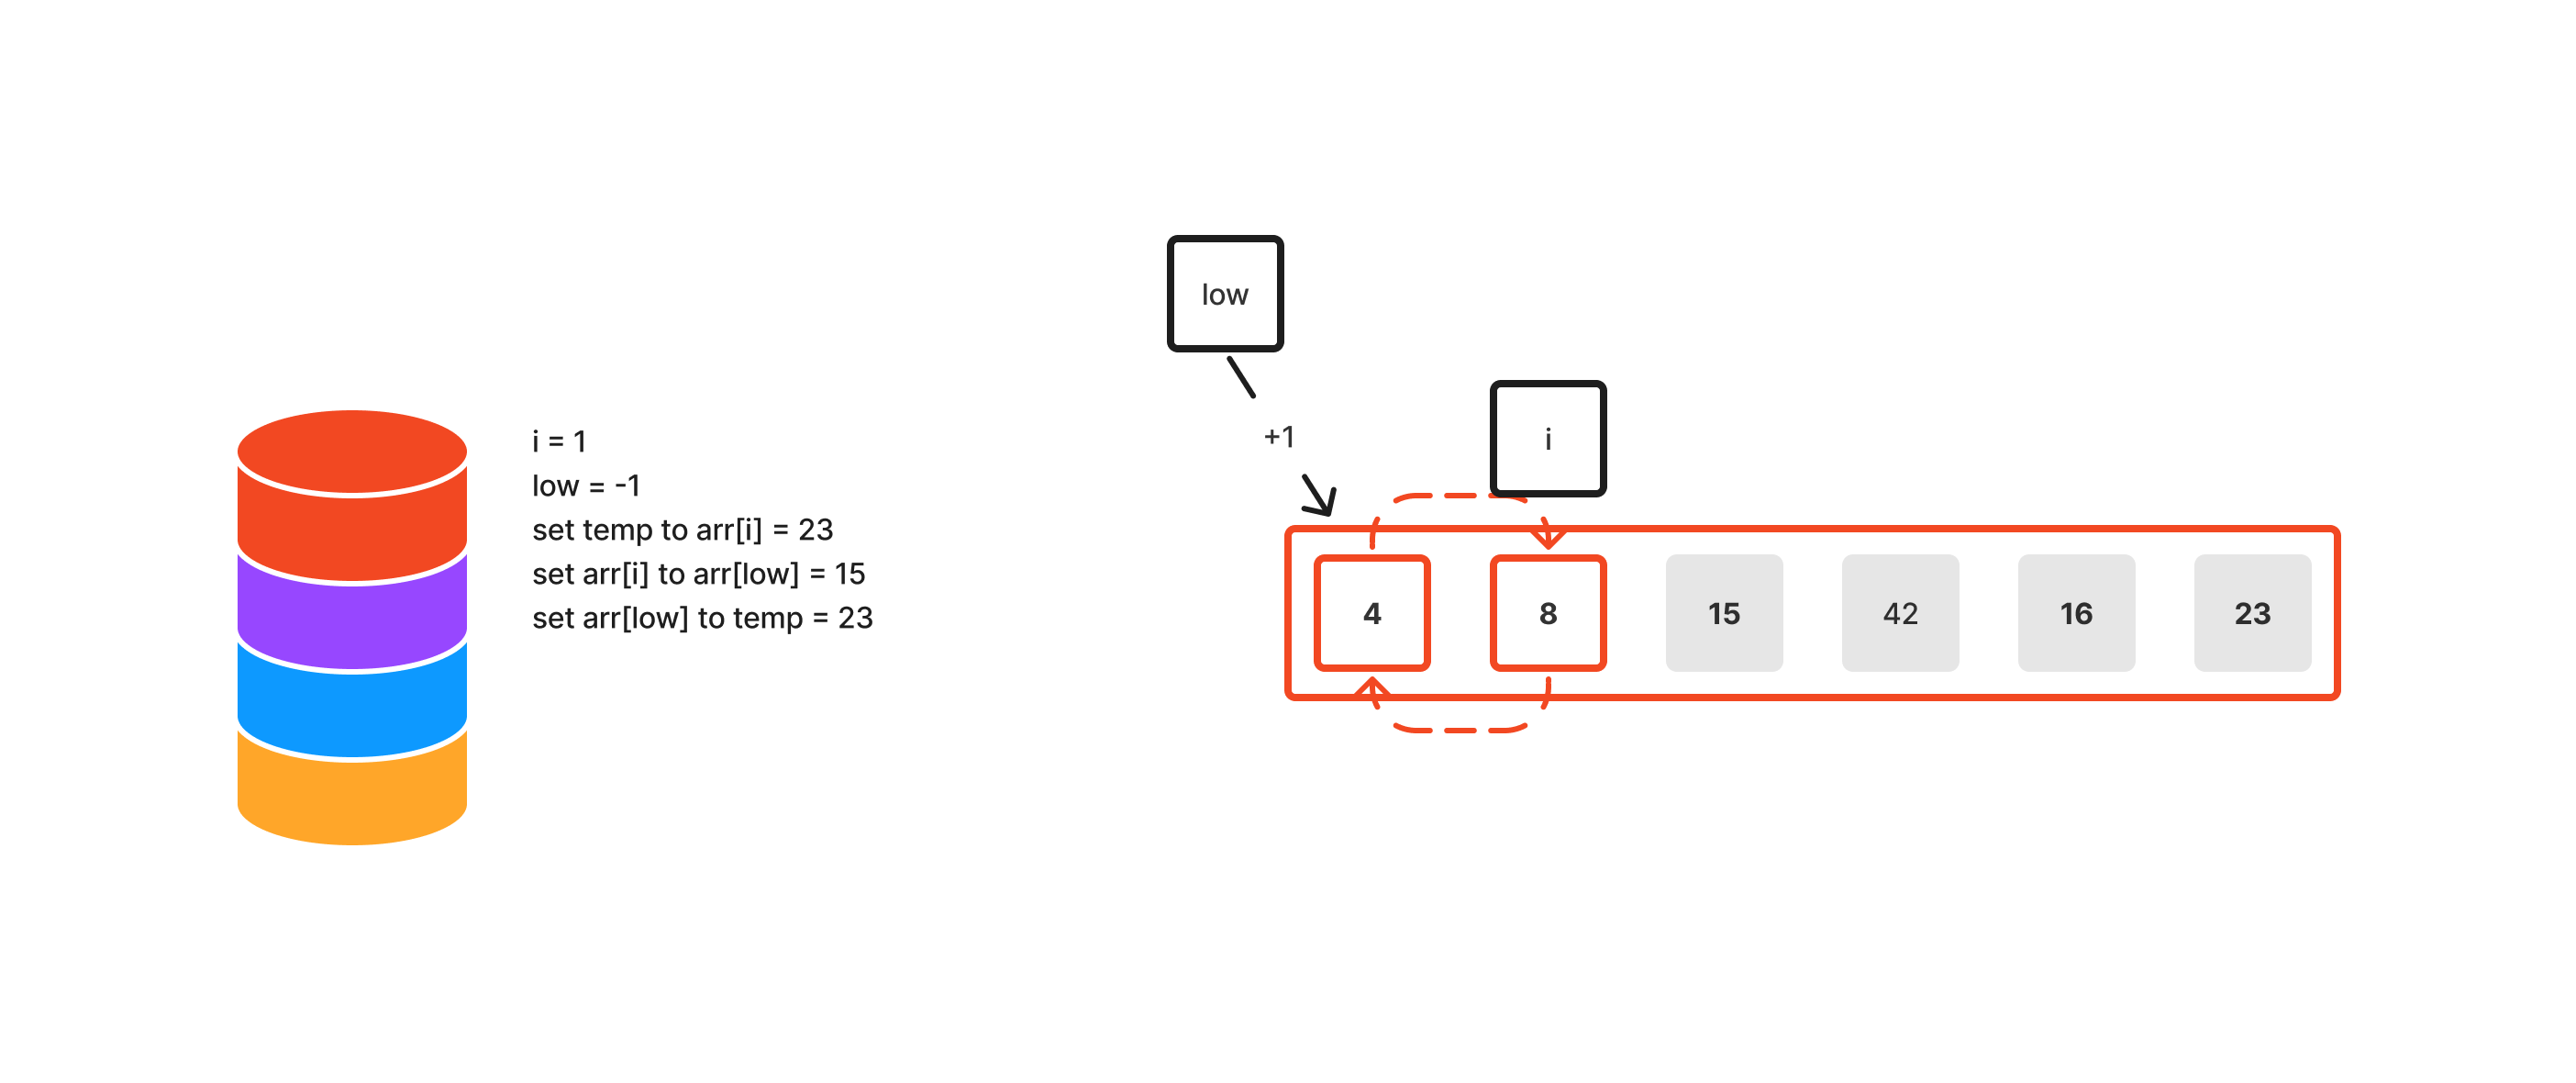 low
i
+1
i = 1
low = -1
set temp to arr[i] = 23
set arr[i] to arr[low] = 15
set arr[low] to temp = 23
4 8 15 42 16 23